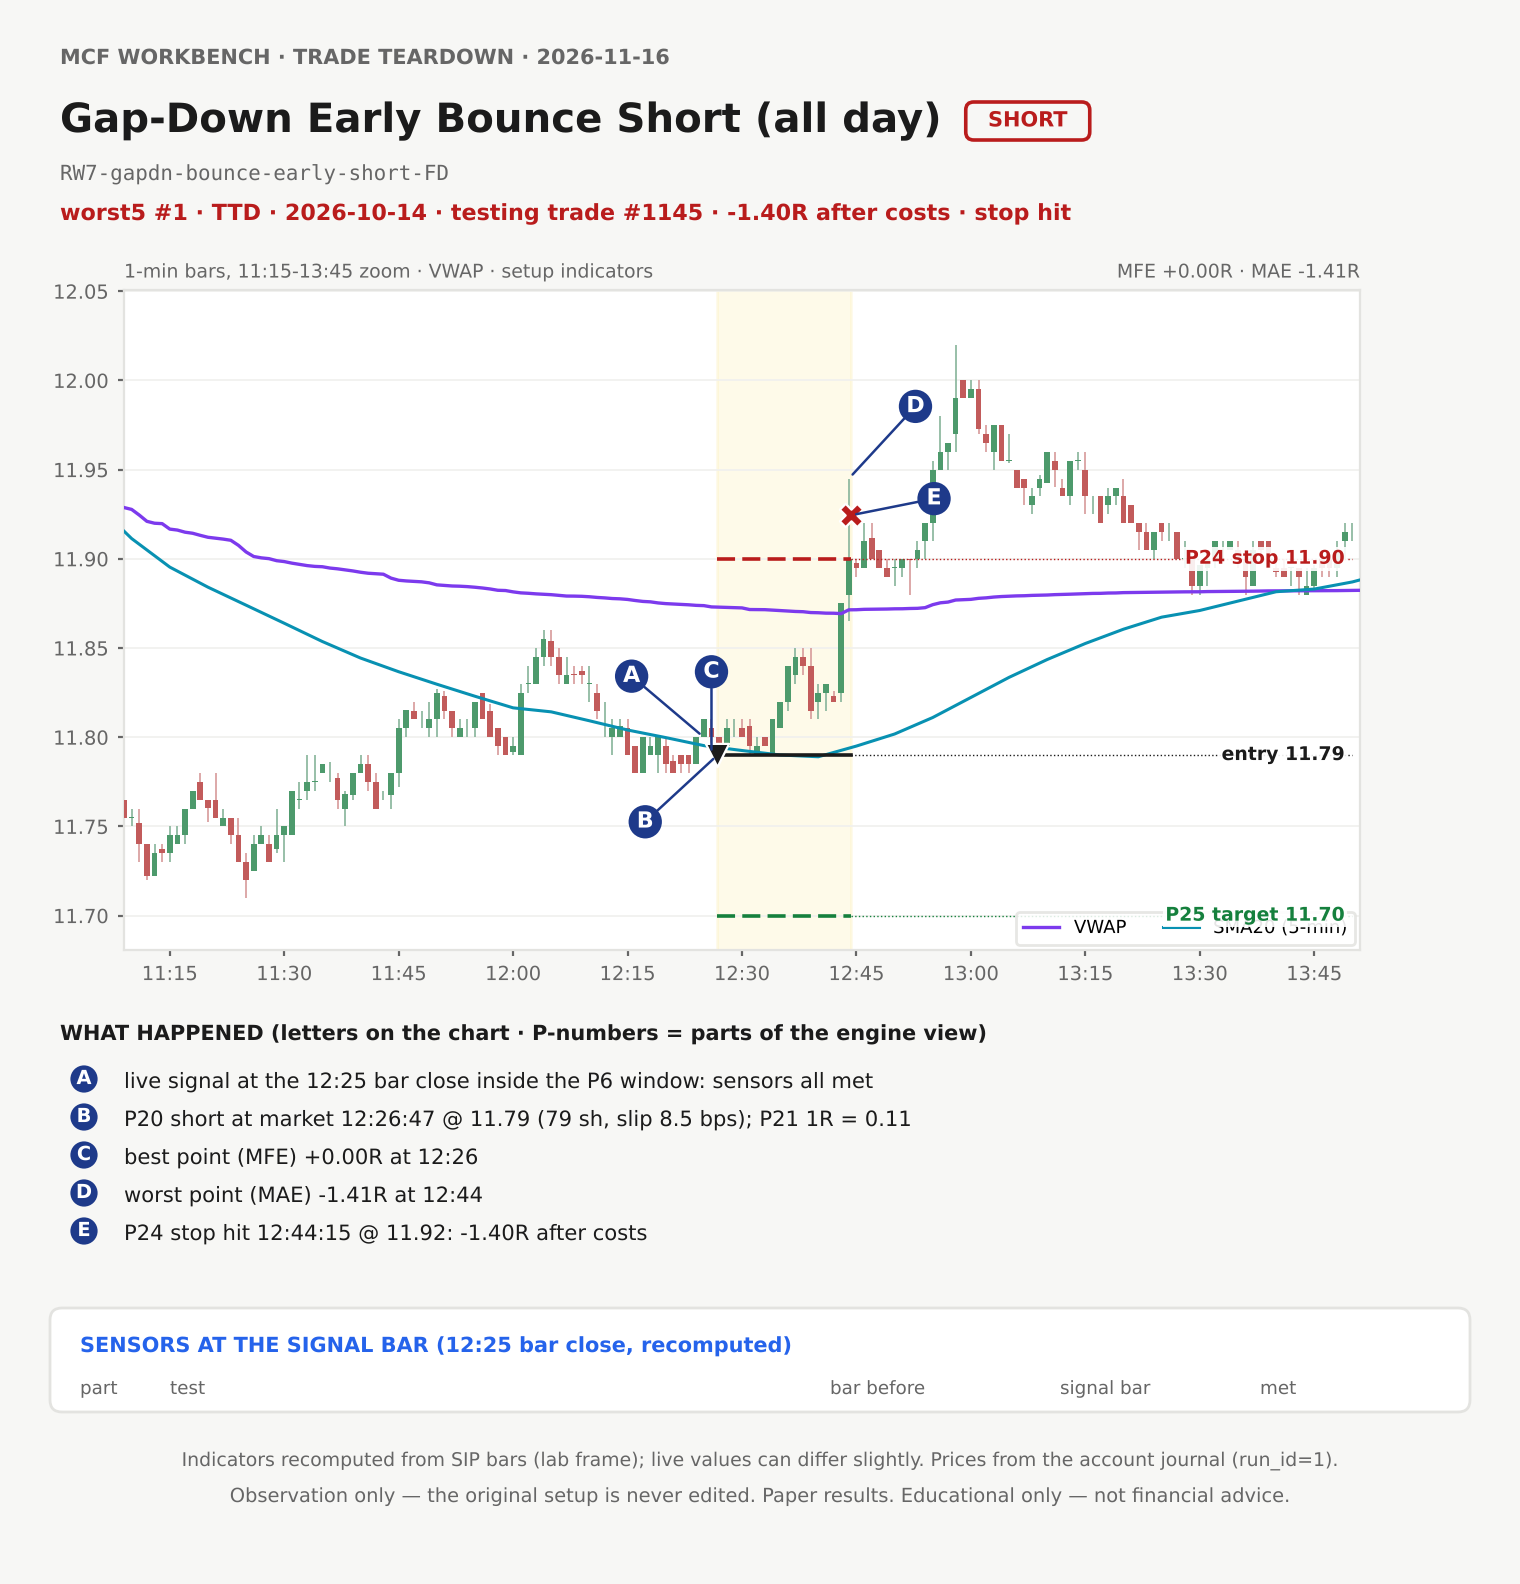 MCF WORKBENCH · TRADE TEARDOWN · 2026-11-16
Gap-Down Early Bounce Short (all day) SHORT
RW7-gapdn-bounce-early-short-FD
worst5 #1 · TTD · 2026-10-14 · testing trade #1145 · -1.40R after costs · stop hit
1-min bars, 11:15-13:45 zoom · VWAP · setup indicators MFE +0.00R · MAE -1.41R
12.05
12.00
D
11.95
E
11.90 P24 stop 11.90
11.85
A C
11.80
entry 11.79
11.75
B
11.70 P25 target 11.70
VWAP SMA20 (5-min)
11:15 11:30 11:45 12:00 12:15 12:30 12:45 13:00 13:15 13:30 13:45
WHAT HAPPENED (letters on the chart · P-numbers = parts of the engine view)
A live signal at the 12:25 bar close inside the P6 window: sensors all met
B P20 short at market 12:26:47 @ 11.79 (79 sh, slip 8.5 bps); P21 1R = 0.11
C best point (MFE) +0.00R at 12:26
D worst point (MAE) -1.41R at 12:44
E P24 stop hit 12:44:15 @ 11.92: -1.40R after costs
SENSORS AT THE SIGNAL BAR (12:25 bar close, recomputed)
part test bar before signal bar met
Indicators recomputed from SIP bars (lab frame); live values can differ slightly. Prices from the account journal (run_id=1).
Observation only — the original setup is never edited. Paper results. Educational only — not financial advice.